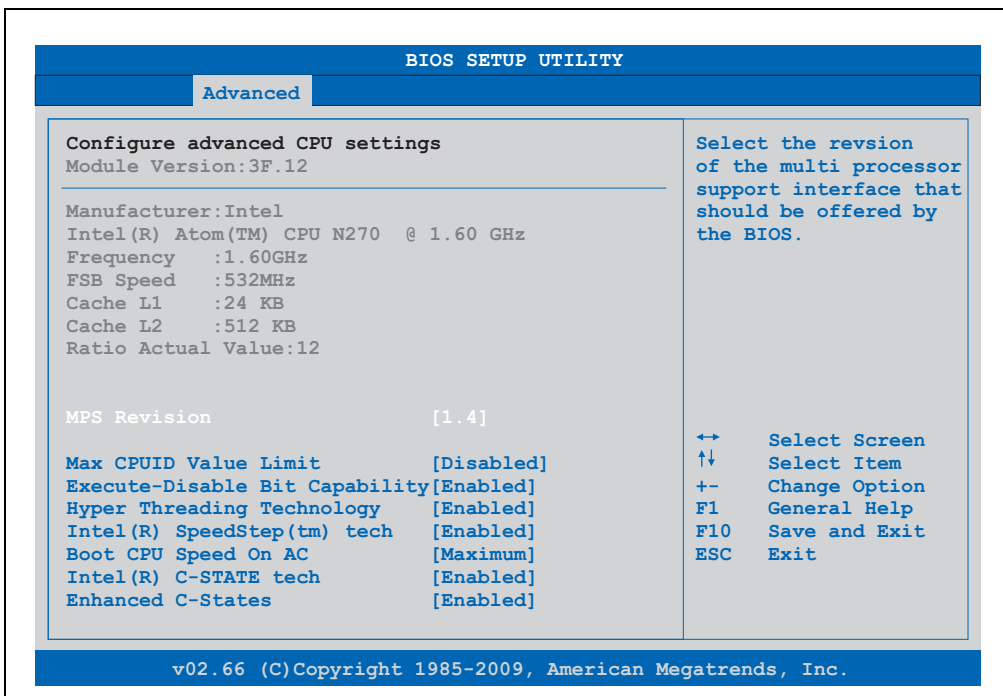 BIOS SETUP UTILITY
Advanced
Configure advanced CPU settings
Module Version:3F.12
Manufacturer:Intel
Intel(R) Atom(TM) CPU N270 @ 1.60 GHz
Frequency :1.60GHz
FSB Speed :532MHz
Cache L1 :24 KB
Cache L2 :512 KB
Ratio Actual Value:12
MPS Revision [1.4]
Max CPUID Value Limit [Disabled]
Execute-Disable Bit Capability[Enabled]
Hyper Threading Technology [Enabled]
Intel(R) SpeedStep(tm) tech [Enabled]
Boot CPU Speed On AC [Maximum]
Intel(R) C-STATE tech [Enabled]
Enhanced C-States [Enabled]
Select the revsion
of the multi processor
support interface that
should be offered by
the BIOS.
↔ Select Screen
↑↓ Select Item
+- Change Option
F1 General Help
F10 Save and Exit
ESC Exit
v02.66 (C)Copyright 1985-2009, American Megatrends, Inc.